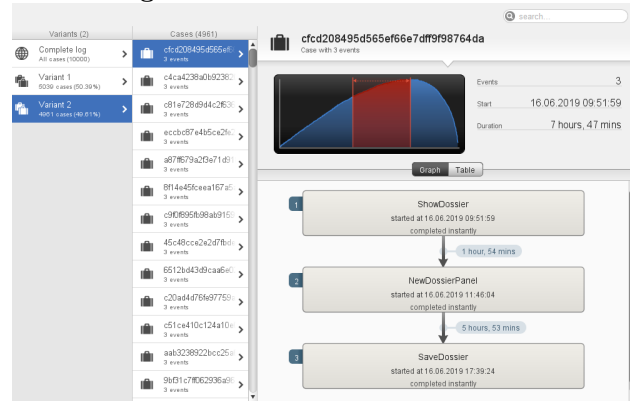 search...
Variants (2)
Complete log
All cases (10000)
Variant 1
5039 cases (50.39%)
Variant 2
4961 cases (49.61%)
Cases (4961)
cfcd208495d565ef6
3 events
c4ca4238a0b92382
3 events
c81e728d9d4c2f636
3 events
eccbc87e4b5ce2fe2
3 events
a87ff679a2f3e71d9
3 events
8f14e45fceea167a5
3 events
c9f0f895fb98ab9159
3 events
45c48cce2e2d7fbd
3 events
6512bd43d9caa6e0
3 events
c20ad4d76fe97759
3 events
c51ce410c124a10e
3 events
aab3238922bcc25a
3 events
9bf31c7ff062936a9
3 events
cfcd208495d565ef66e7dff9f98764da
Case with 3 events
Events 3
Start 16.06.2019 09:51:59
Duration 7 hours, 47 mins
Graph Table
1
ShowDossier
started at 16.06.2019 09:51:59
completed instantly
1 hour, 54 mins
2
NewDossierPanel
started at 16.06.2019 11:46:04
completed instantly
5 hours, 53 mins
3
SaveDossier
started at 16.06.2019 17:39:24
completed instantly